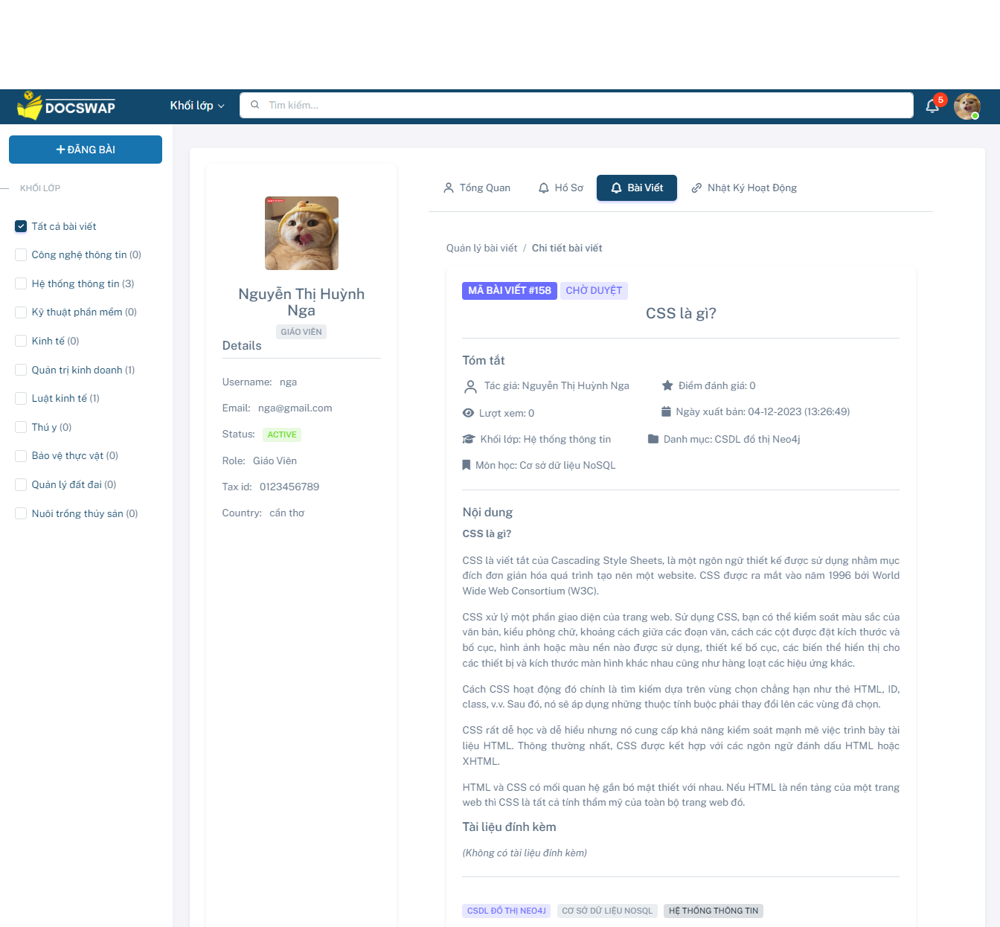 DOCSWAP
Khối lớp
Tìm kiếm...
5
ĐĂNG BÀI
KHỐI LỚP
Tất cả bài viết
Công nghệ thông tin (0)
Hệ thống thông tin (3)
Kỹ thuật phần mềm (0)
Kinh tế (0)
Quản trị kinh doanh (1)
Luật kinh tế (1)
Thú y (0)
Bảo vệ thực vật (0)
Quản lý đất đai (0)
Nuôi trồng thủy sản (0)
Nguyễn Thị Huỳnh
Nga
GIÁO VIÊN
Details
Username: nga
Email: nga@gmail.com
Status: ACTIVE
Role: Giáo Viên
Tax id: 0123456789
Country: cần thơ
Tổng Quan
Hồ Sơ
Bài Viết
Nhật Ký Hoạt Động
Quản lý bài viết / Chi tiết bài viết
MÃ BÀI VIẾT #158 CHỜ DUYỆT
CSS là gì?
Tóm tắt
Tác giả: Nguyễn Thị Huỳnh Nga
Điểm đánh giá: 0
Lượt xem: 0
Ngày xuất bản: 04-12-2023 (13:26:49)
Khối lớp: Hệ thống thông tin
Danh mục: CSDL đồ thị Neo4j
Môn học: Cơ sở dữ liệu NoSQL
Nội dung
CSS là gì?
CSS là viết tắt của Cascading Style Sheets, là một ngôn ngữ thiết kế được sử dụng nhằm mục
đích đơn giản hóa quá trình tạo nên một website. CSS được ra mắt vào năm 1996 bởi World
Wide Web Consortium (W3C).
CSS xử lý một phần giao diện của trang web. Sử dụng CSS, bạn có thể kiểm soát màu sắc của
văn bản, kiểu phông chữ, khoảng cách giữa các đoạn văn, cách các cột được đặt kích thước và
bố cục, hình ảnh hoặc màu nền nào được sử dụng, thiết kế bố cục, các biến thể hiển thị cho
các thiết bị và kích thước màn hình khác nhau cũng như hàng loạt các hiệu ứng khác.
Cách CSS hoạt động đó chính là tìm kiếm dựa trên vùng chọn chẳng hạn như thẻ HTML, ID,
class, v.v. Sau đó, nó sẽ áp dụng những thuộc tính buộc phải thay đổi lên các vùng đã chọn.
CSS rất dễ học và dễ hiểu nhưng nó cung cấp khả năng kiểm soát mạnh mẽ việc trình bày tài
liệu HTML. Thông thường nhất, CSS được kết hợp với các ngôn ngữ đánh dấu HTML hoặc
XHTML.
HTML và CSS có mối quan hệ gắn bó mật thiết với nhau. Nếu HTML là nền tảng của một trang
web thì CSS là tất cả tính thẩm mỹ của toàn bộ trang web đó.
Tài liệu đính kèm
(Không có tài liệu đính kèm)
CSDL ĐỒ THỊ NEO4J CƠ SỞ DỮ LIỆU NOSQL HỆ THỐNG THÔNG TIN